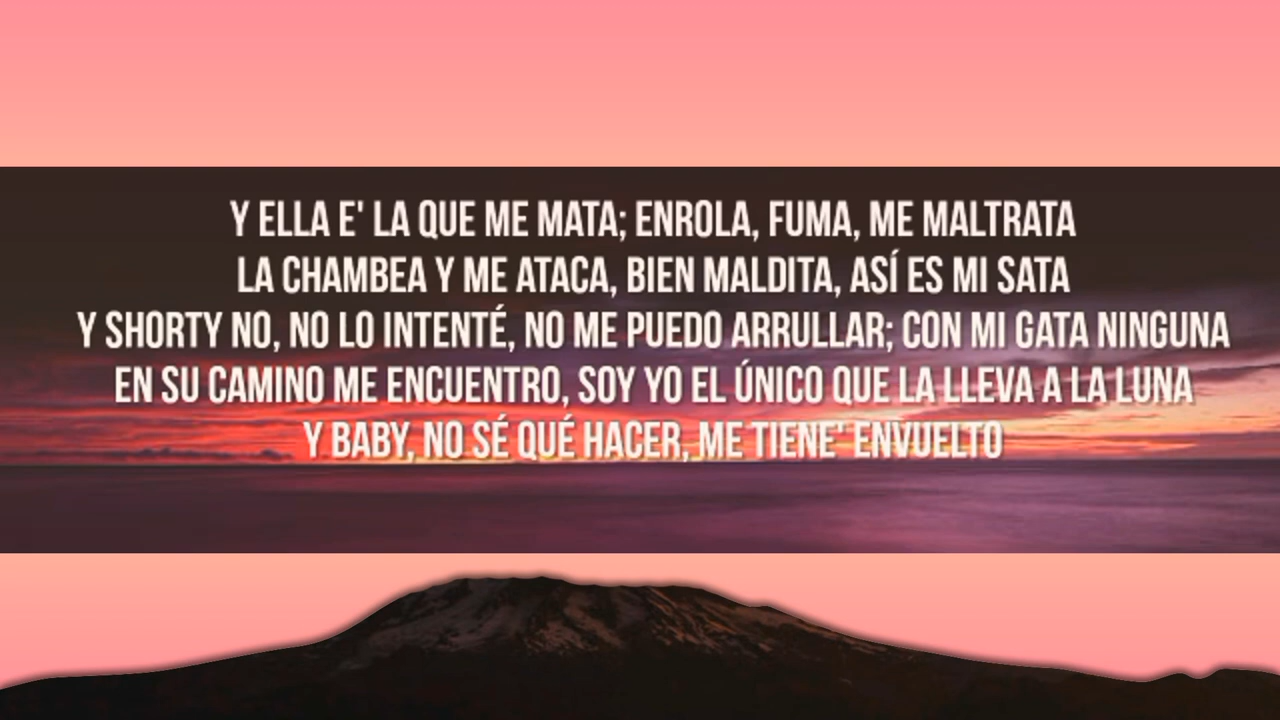 Y ELLA E' LA QUE ME MATA; ENROLA, FUMA, ME MALTRATA
LA CHAMBEA Y ME ATACA, BIEN MALDITA, ASÍ ES MI SATA
Y SHORTY NO, NO LO INTENTÉ, NO ME PUEDO ARRULLAR; CON MI GATA NINGUNA
EN SU CAMINO ME ENCUENTRO, SOY YO EL ÚNICO QUE LA LLEVA A LA LUNA
Y BABY, NO SÉ QUÉ HACER, ME TIENE' ENVUELTO